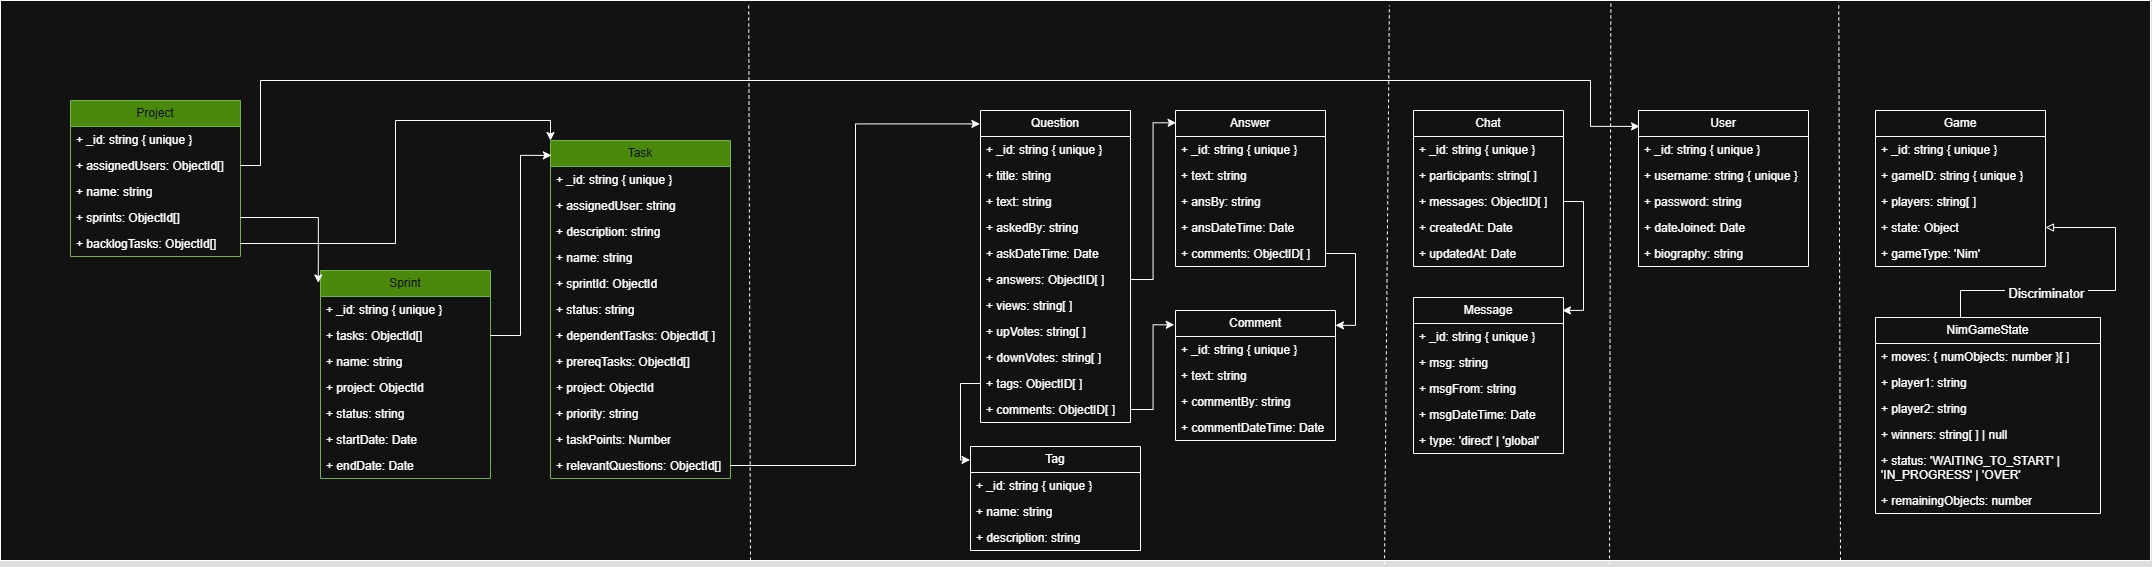 Project
+ _id: string { unique }
+ assignedUsers: ObjectId[]
+ name: string
+ sprints: ObjectId[]
+ backlogTasks: ObjectId[]
Sprint
+ _id: string { unique }
+ tasks: ObjectId[]
+ name: string
+ project: ObjectId
+ status: string
+ startDate: Date
+ endDate: Date
Task
+ _id: string { unique }
+ assignedUser: string
+ description: string
+ name: string
+ sprintId: ObjectId
+ status: string
+ dependentTasks: ObjectId[ ]
+ prereqTasks: ObjectId[]
+ project: ObjectId
+ priority: string
+ taskPoints: Number
+ relevantQuestions: ObjectId[]
Question
+ _id: string { unique }
+ title: string
+ text: string
+ askedBy: string
+ askDateTime: Date
+ answers: ObjectID[ ]
+ views: string[ ]
+ upVotes: string[ ]
+ downVotes: string[ ]
+ tags: ObjectID[ ]
+ comments: ObjectID[ ]
Tag
+ _id: string { unique }
+ name: string
+ description: string
Answer
+ _id: string { unique }
+ text: string
+ ansBy: string
+ ansDateTime: Date
+ comments: ObjectID[ ]
Comment
+ _id: string { unique }
+ text: string
+ commentBy: string
+ commentDateTime: Date
Chat
+ _id: string { unique }
+ participants: string[ ]
+ messages: ObjectID[ ]
+ createdAt: Date
+ updatedAt: Date
Message
+ _id: string { unique }
+ msg: string
+ msgFrom: string
+ msgDateTime: Date
+ type: 'direct' | 'global'
User
+ _id: string { unique }
+ username: string { unique }
+ password: string
+ dateJoined: Date
+ biography: string
Game
+ _id: string { unique }
+ gameID: string { unique }
+ players: string[ ]
+ state: Object
+ gameType: 'Nim'
Discriminator
NimGameState
+ moves: { numObjects: number }[ ]
+ player1: string
+ player2: string
+ winners: string[ ] | null
+ status: 'WAITING_TO_START' |
'IN_PROGRESS' | 'OVER'
+ remainingObjects: number